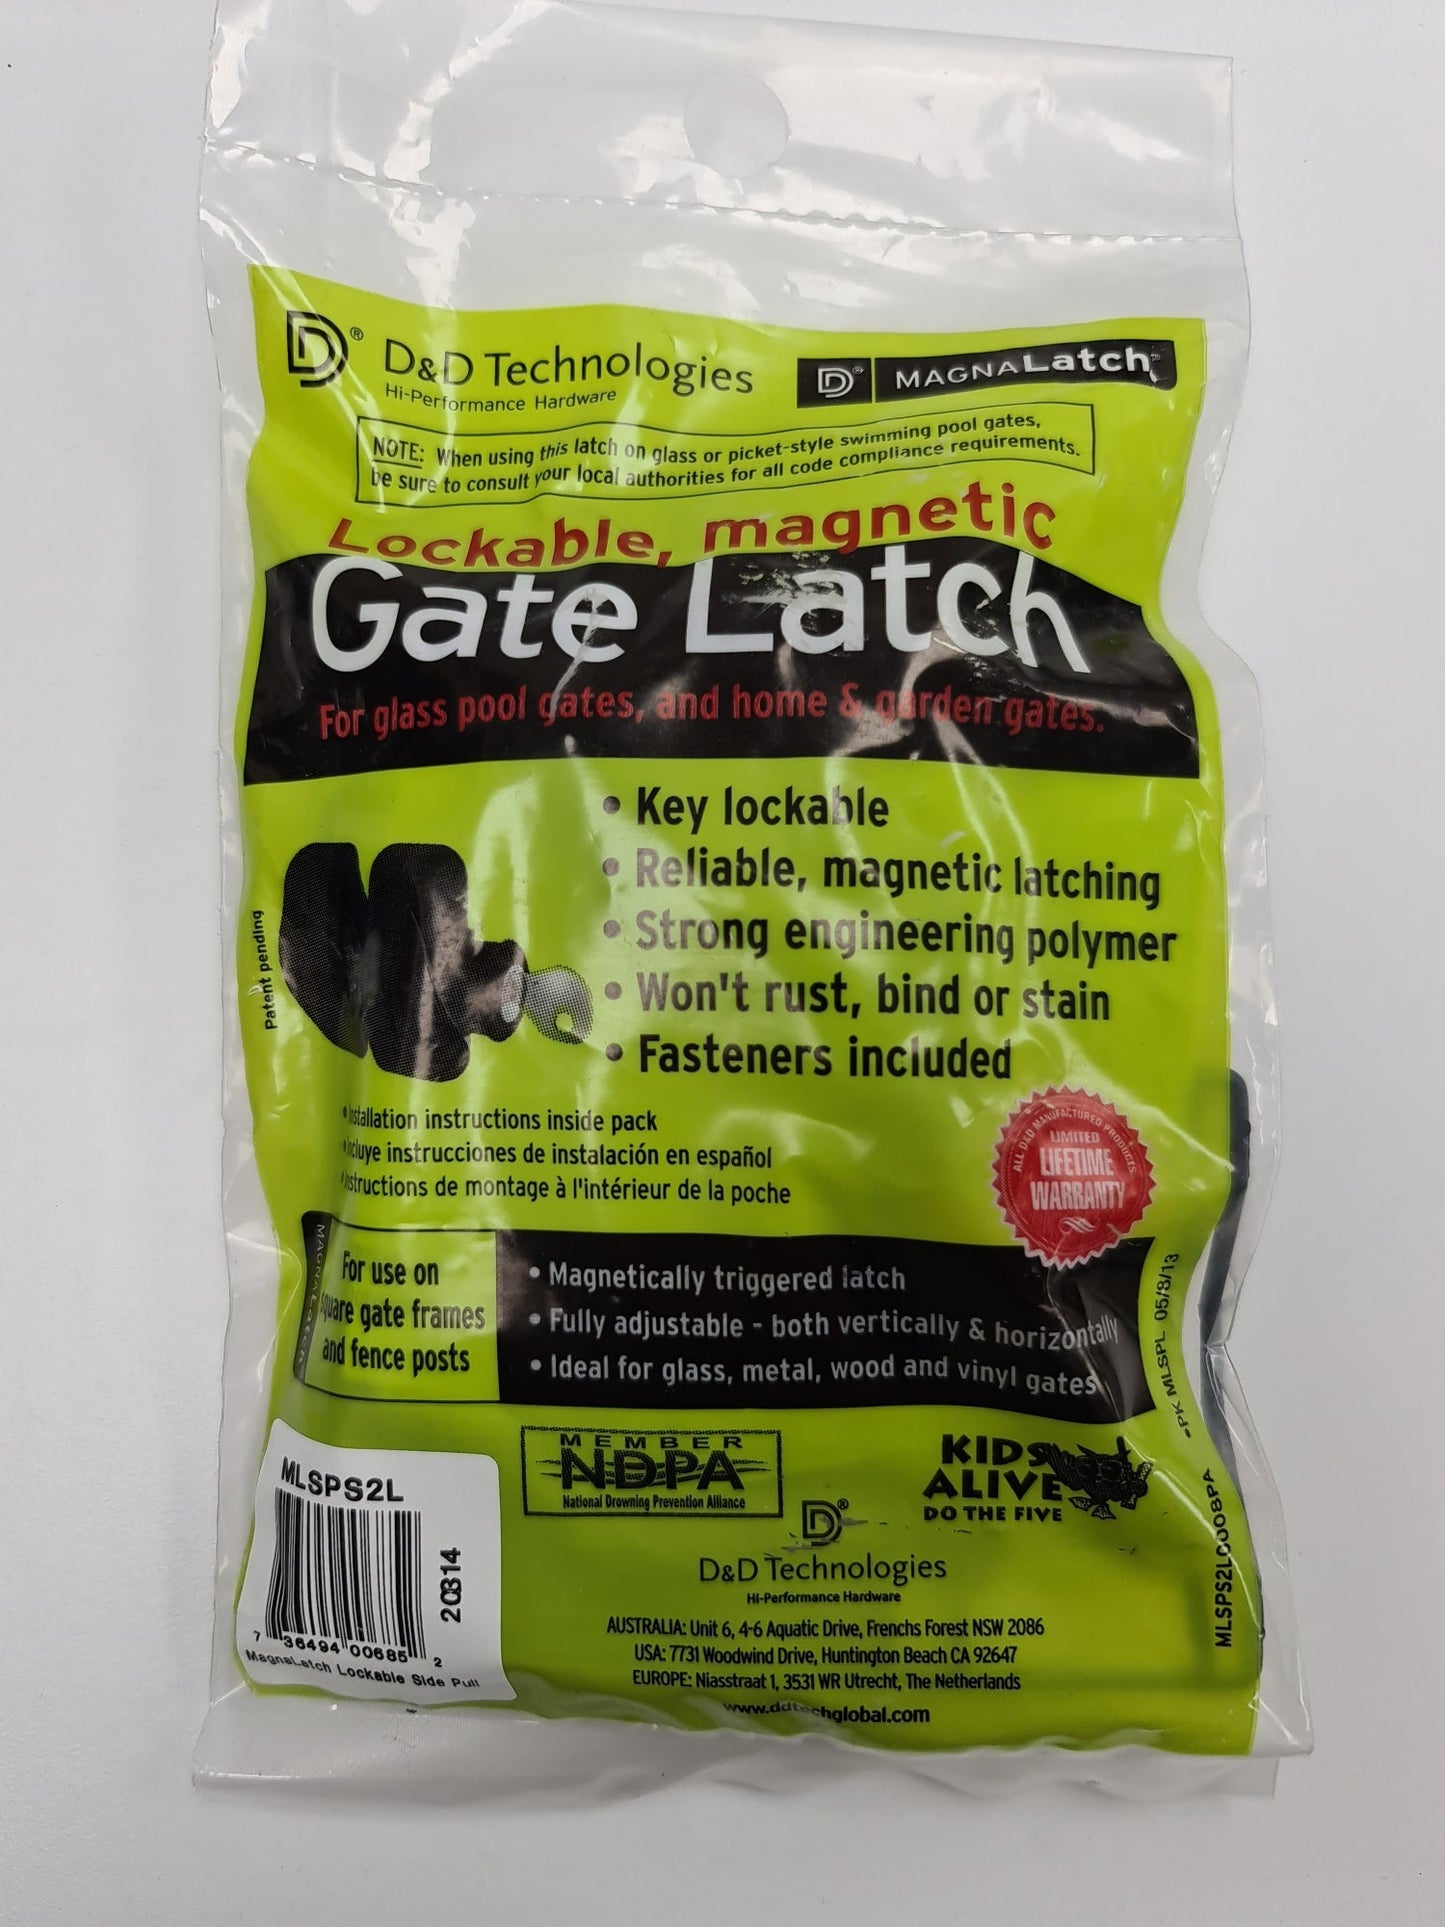 D&D Technologies
Hi-Performance Hardware
MAGNALatch
NOTE: When using this latch on glass or picket-style swimming pool gates,
be sure to consult your local authorities for all code compliance requirements.
Lockable, magnetic
Gate Latch
For glass pool gates, and home & garden gates.
• Key lockable
• Reliable, magnetic latching
• Strong engineering polymer
• Won't rust, bind or stain
• Fasteners included
Patent pending
• Installation instructions inside pack
• Incluye instrucciones de instalación en español
• Instructions de montage à l'intérieur de la poche
ALL D&D MANUFACTURED PRODUCTS
LIMITED
LIFETIME
WARRANTY
MAGNALATCH
For use on
square gate frames
and fence posts
• Magnetically triggered latch
• Fully adjustable - both vertically & horizontally
• Ideal for glass, metal, wood and vinyl gates
PK MLSPL 05/8/13
MEMBER
NDPA
National Drowning Prevention Alliance
KIDS
ALIVE
DO THE FIVE
D&D Technologies
Hi-Performance Hardware
AUSTRALIA: Unit 6, 4-6 Aquatic Drive, Frenchs Forest NSW 2086
USA: 7731 Woodwind Drive, Huntington Beach CA 92647
EUROPE: Niasstraat 1, 3531 WR Utrecht, The Netherlands
www.ddtechglobal.com
MLSPS2L
20314
7 36494 00685 2
MagnaLatch Lockable Side Pull